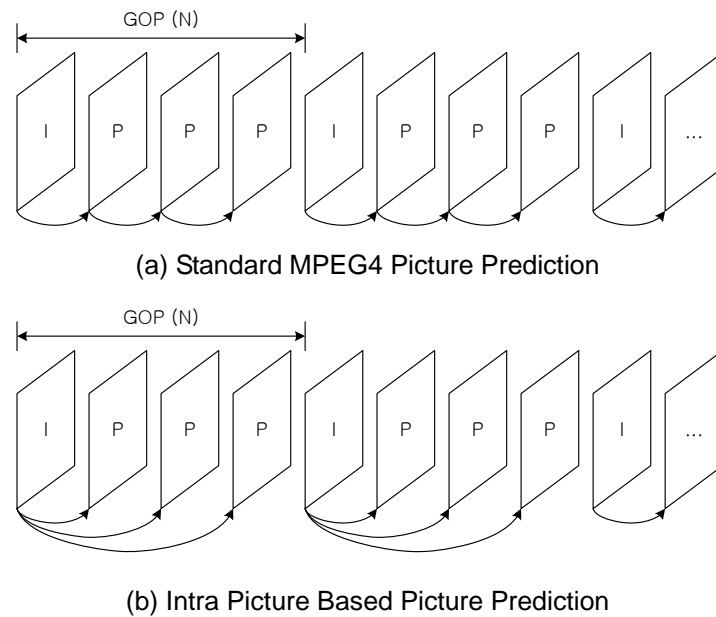 GOP (N)
I P P P I P P P I ...
(a) Standard MPEG4 Picture Prediction
GOP (N)
I P P P I P P P I ...
(b) Intra Picture Based Picture Prediction